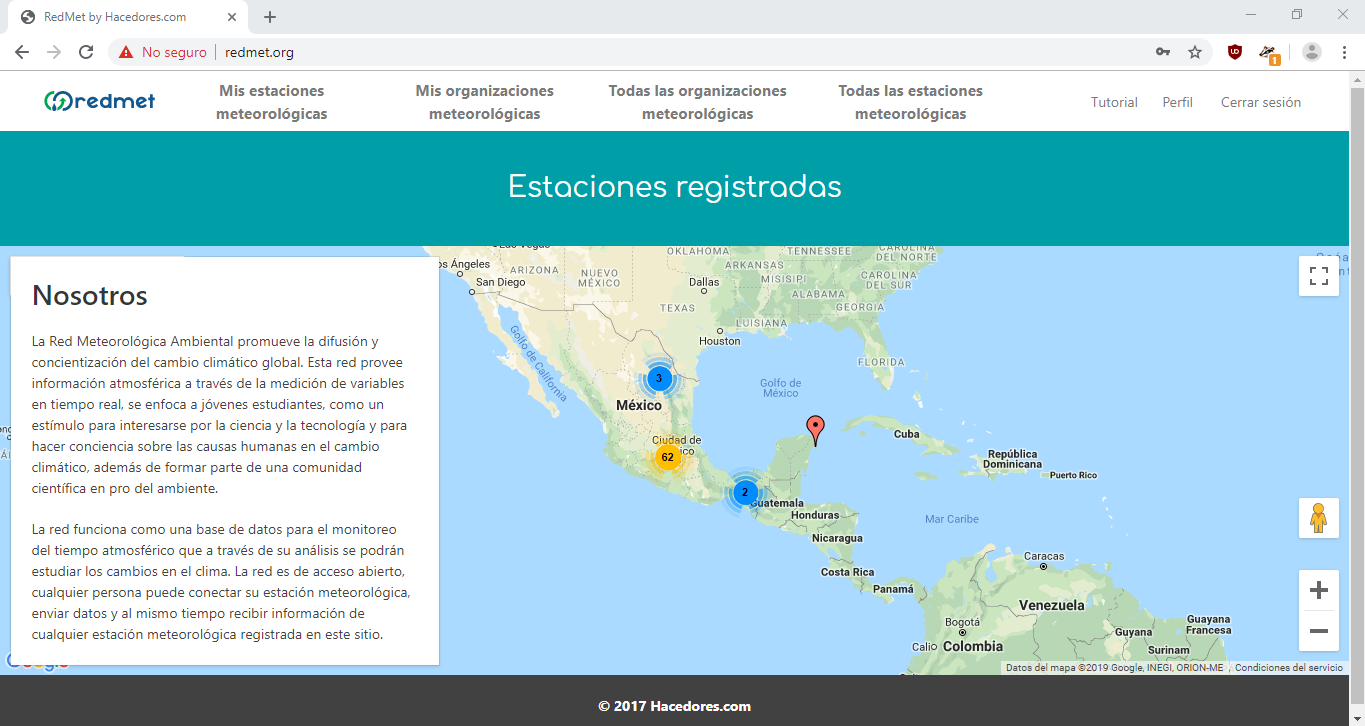 RedMet by Hacedores.com
No seguro
redmet.org
1
redmet
Mis estaciones
meteorológicas
Mis organizaciones
meteorológicas
Todas las organizaciones
meteorológicas
Todas las estaciones
meteorológicas
Tutorial
Perfil
Cerrar sesión
Estaciones registradas
Nosotros
La Red Meteorológica Ambiental promueve la difusión y
concientización del cambio climático global. Esta red provee
información atmosférica a través de la medición de variables
en tiempo real, se enfoca a jóvenes estudiantes, como un
estímulo para interesarse por la ciencia y la tecnología y para
hacer conciencia sobre las causas humanas en el cambio
climático, además de formar parte de una comunidad
científica en pro del ambiente.
La red funciona como una base de datos para el monitoreo
del tiempo atmosférico que a través de su análisis se podrán
estudiar los cambios en el clima. La red es de acceso abierto,
cualquier persona puede conectar su estación meteorológica,
enviar datos y al mismo tiempo recibir información de
cualquier estación meteorológica registrada en este sitio.
Las Vegas
os Ángeles
San Diego
ARIZONA
NUEVO
MÉXICO
OKLAHOMA
Dallas
TEXAS
ARKANSAS
TENNESSEE
MISISIPI
ALABAMA
CAROLINA
DEL NORTE
CAROLINA
DEL SUR
GEORGIA
LUISIANA
Houston
FLORIDA
Golfo de California
Golfo de
México
3
México
Ciudad de
ico
62
2
Cuba
República
Dominicana
Puerto Rico
Guatemala
Honduras
Nicaragua
Mar Caribe
Costa Rica
Panamá
Caracas
Venezuela
Bogotá
Calio
Colombia
Guyana
Guayana
Francesa
Surinam
Datos del mapa ©2019 Google, INEGI, ORION-ME
Condiciones del servicio
© 2017 Hacedores.com